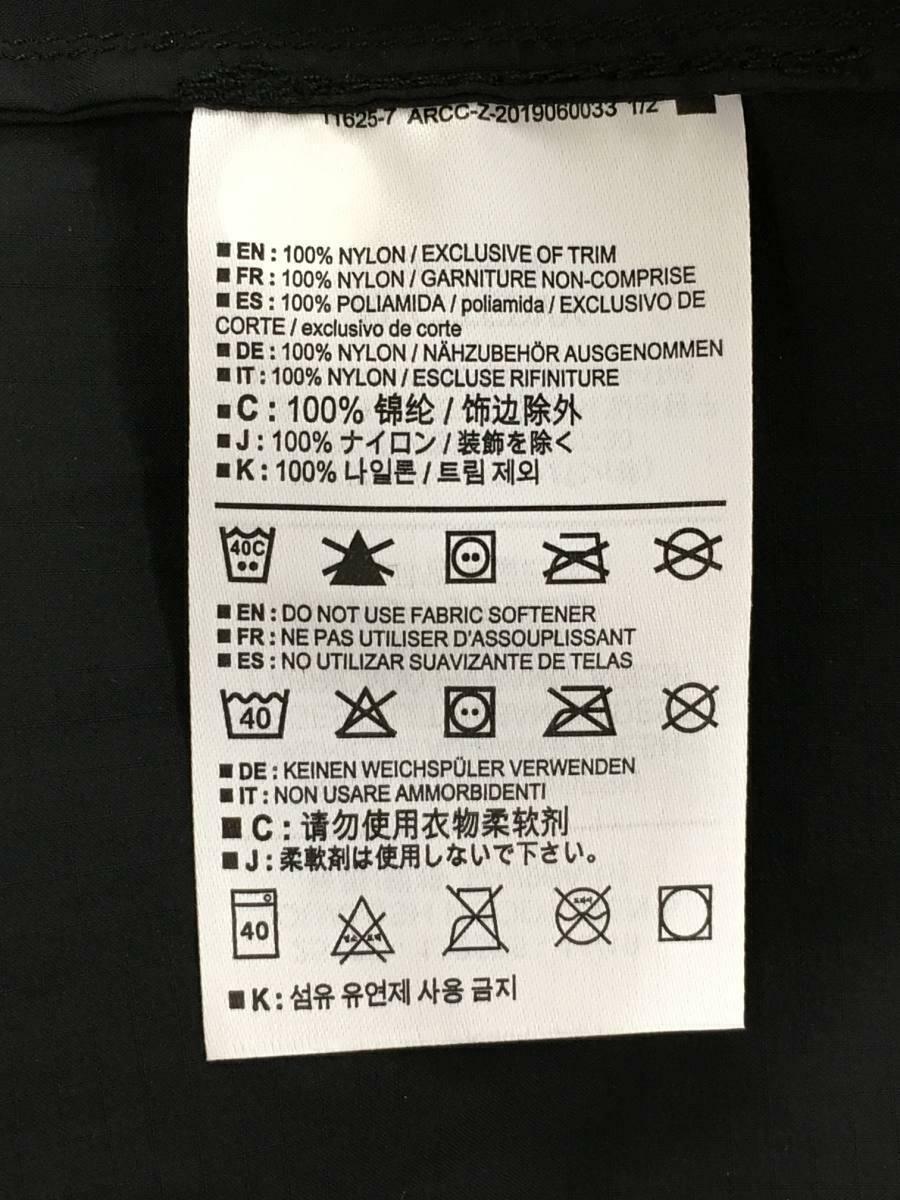 11625-7 ARCC-Z-2019060033 1/2
■ EN : 100% NYLON / EXCLUSIVE OF TRIM
■ FR : 100% NYLON / GARNITURE NON-COMPRISE
■ ES : 100% POLIAMIDA / poliamida / EXCLUSIVO DE
CORTE / exclusivo de corte
■ DE : 100% NYLON / NÄHZUBEHÖR AUSGENOMMEN
■ IT : 100% NYLON / ESCLUSE RIFINITURE
■ C : 100% 锦纶 / 饰边除外
■ J : 100% ナイロン / 装飾を除く
■ K : 100% 나일론 / 트림 제외
40C
■ EN : DO NOT USE FABRIC SOFTENER
■ FR : NE PAS UTILISER D'ASSOUPLISSANT
■ ES : NO UTILIZAR SUAVIZANTE DE TELAS
40
■ DE : KEINEN WEICHSPÜLER VERWENDEN
■ IT : NON USARE AMMORBIDENTI
■ C : 请勿使用衣物柔软剂
■ J : 柔軟剤は使用しないで下さい。
40
■ K : 섬유 유연제 사용 금지